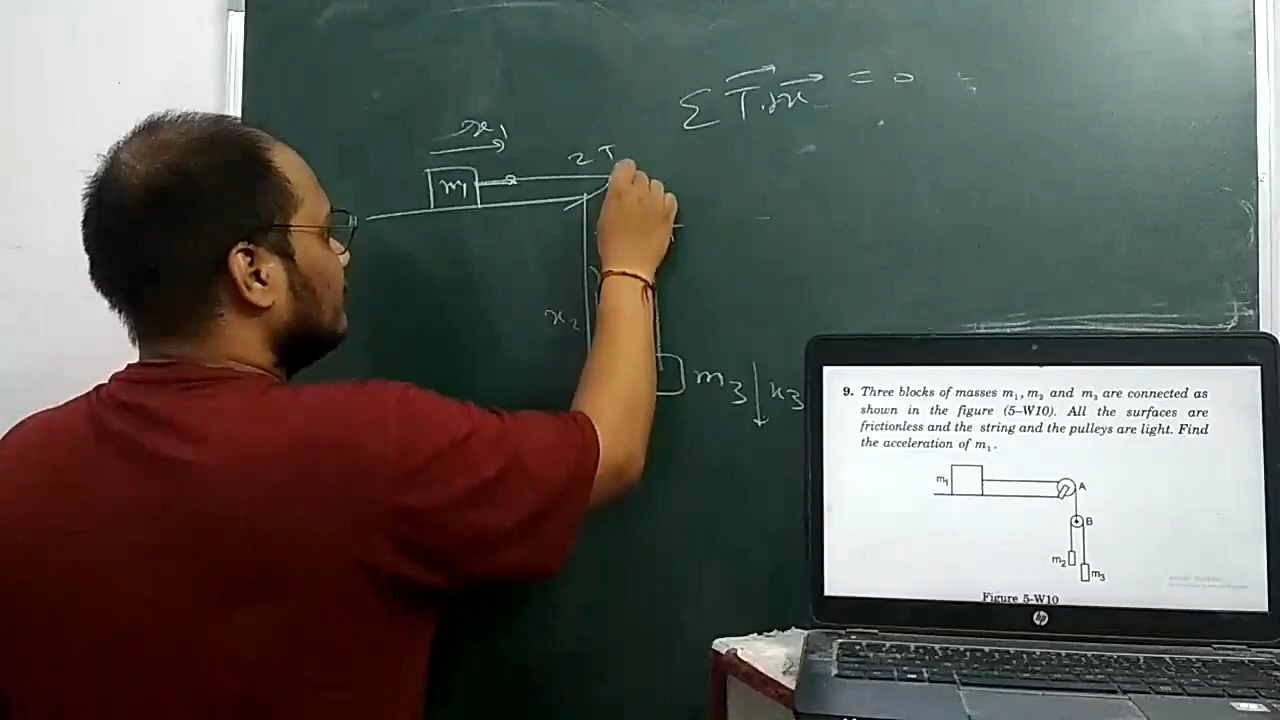 Σ T.dx = 0
x₁
2T
m₁
x₂
m₃ x₃
9. Three blocks of masses m₁, m₂ and m₃ are connected as
shown in the figure (5–W10). All the surfaces are
frictionless and the string and the pulleys are light. Find
the acceleration of m₁.
m₁
A
B
m₂
m₃
Figure 5-W10
hp